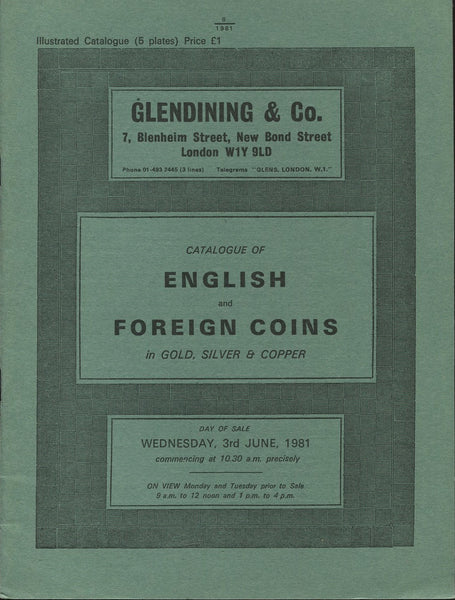 8
1981
Illustrated Catalogue (5 plates) Price £1
GLENDINING & Co.
7, Blenheim Street, New Bond Street
London W1Y 9LD
Phone 01-493 2445 (3 lines) Telegrams "GLENS, LONDON, W.1."
CATALOGUE OF
ENGLISH
and
FOREIGN COINS
in GOLD, SILVER & COPPER
DAY OF SALE
WEDNESDAY, 3rd JUNE, 1981
commencing at 10.30 a.m. precisely
ON VIEW Monday and Tuesday prior to Sale
9 a.m. to 12 noon and 1 p.m. to 4 p.m.